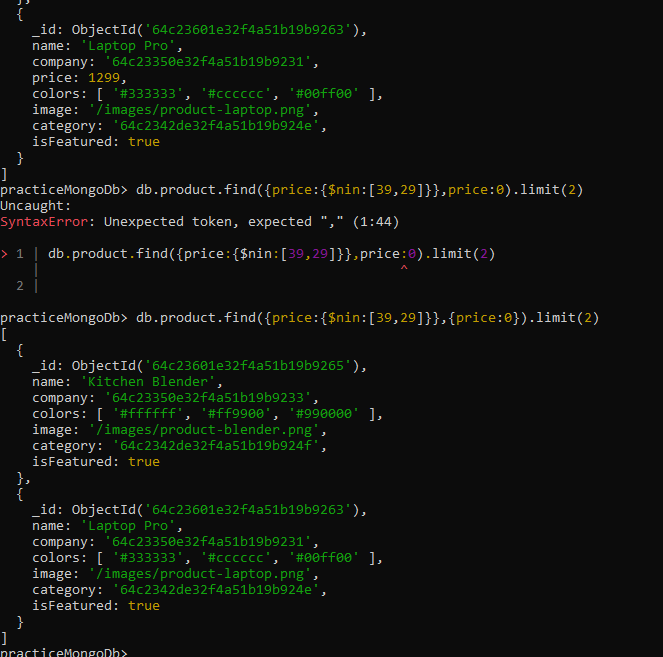 },
{
_id: ObjectId('64c23601e32f4a51b19b9263'),
name: 'Laptop Pro',
company: '64c23350e32f4a51b19b9231',
price: 1299,
colors: [ '#333333', '#cccccc', '#00ff00' ],
image: '/images/product-laptop.png',
category: '64c2342de32f4a51b19b924e',
isFeatured: true
}
]
practiceMongoDb> db.product.find({price:{$nin:[39,29]}},price:0).limit(2)
Uncaught:
SyntaxError: Unexpected token, expected "," (1:44)
> 1 | db.product.find({price:{$nin:[39,29]}},price:0).limit(2)
| ^
2 |
practiceMongoDb> db.product.find({price:{$nin:[39,29]}},{price:0}).limit(2)
[
{
_id: ObjectId('64c23601e32f4a51b19b9265'),
name: 'Kitchen Blender',
company: '64c23350e32f4a51b19b9233',
colors: [ '#ffffff', '#ff9900', '#990000' ],
image: '/images/product-blender.png',
category: '64c2342de32f4a51b19b924f',
isFeatured: true
},
{
_id: ObjectId('64c23601e32f4a51b19b9263'),
name: 'Laptop Pro',
company: '64c23350e32f4a51b19b9231',
colors: [ '#333333', '#cccccc', '#00ff00' ],
image: '/images/product-laptop.png',
category: '64c2342de32f4a51b19b924e',
isFeatured: true
}
]
practiceMongoDb>